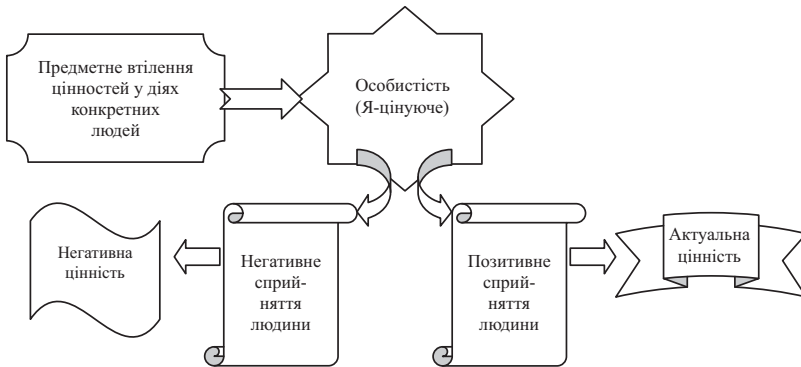 Предметне втілення
цінностей у діях
конкретних
людей
Особистість
(Я-цінуюче)
Негативна
цінність
Негативне
сприй-
няття
людини
Позитивне
сприй-
няття
людини
Актуальна
цінність